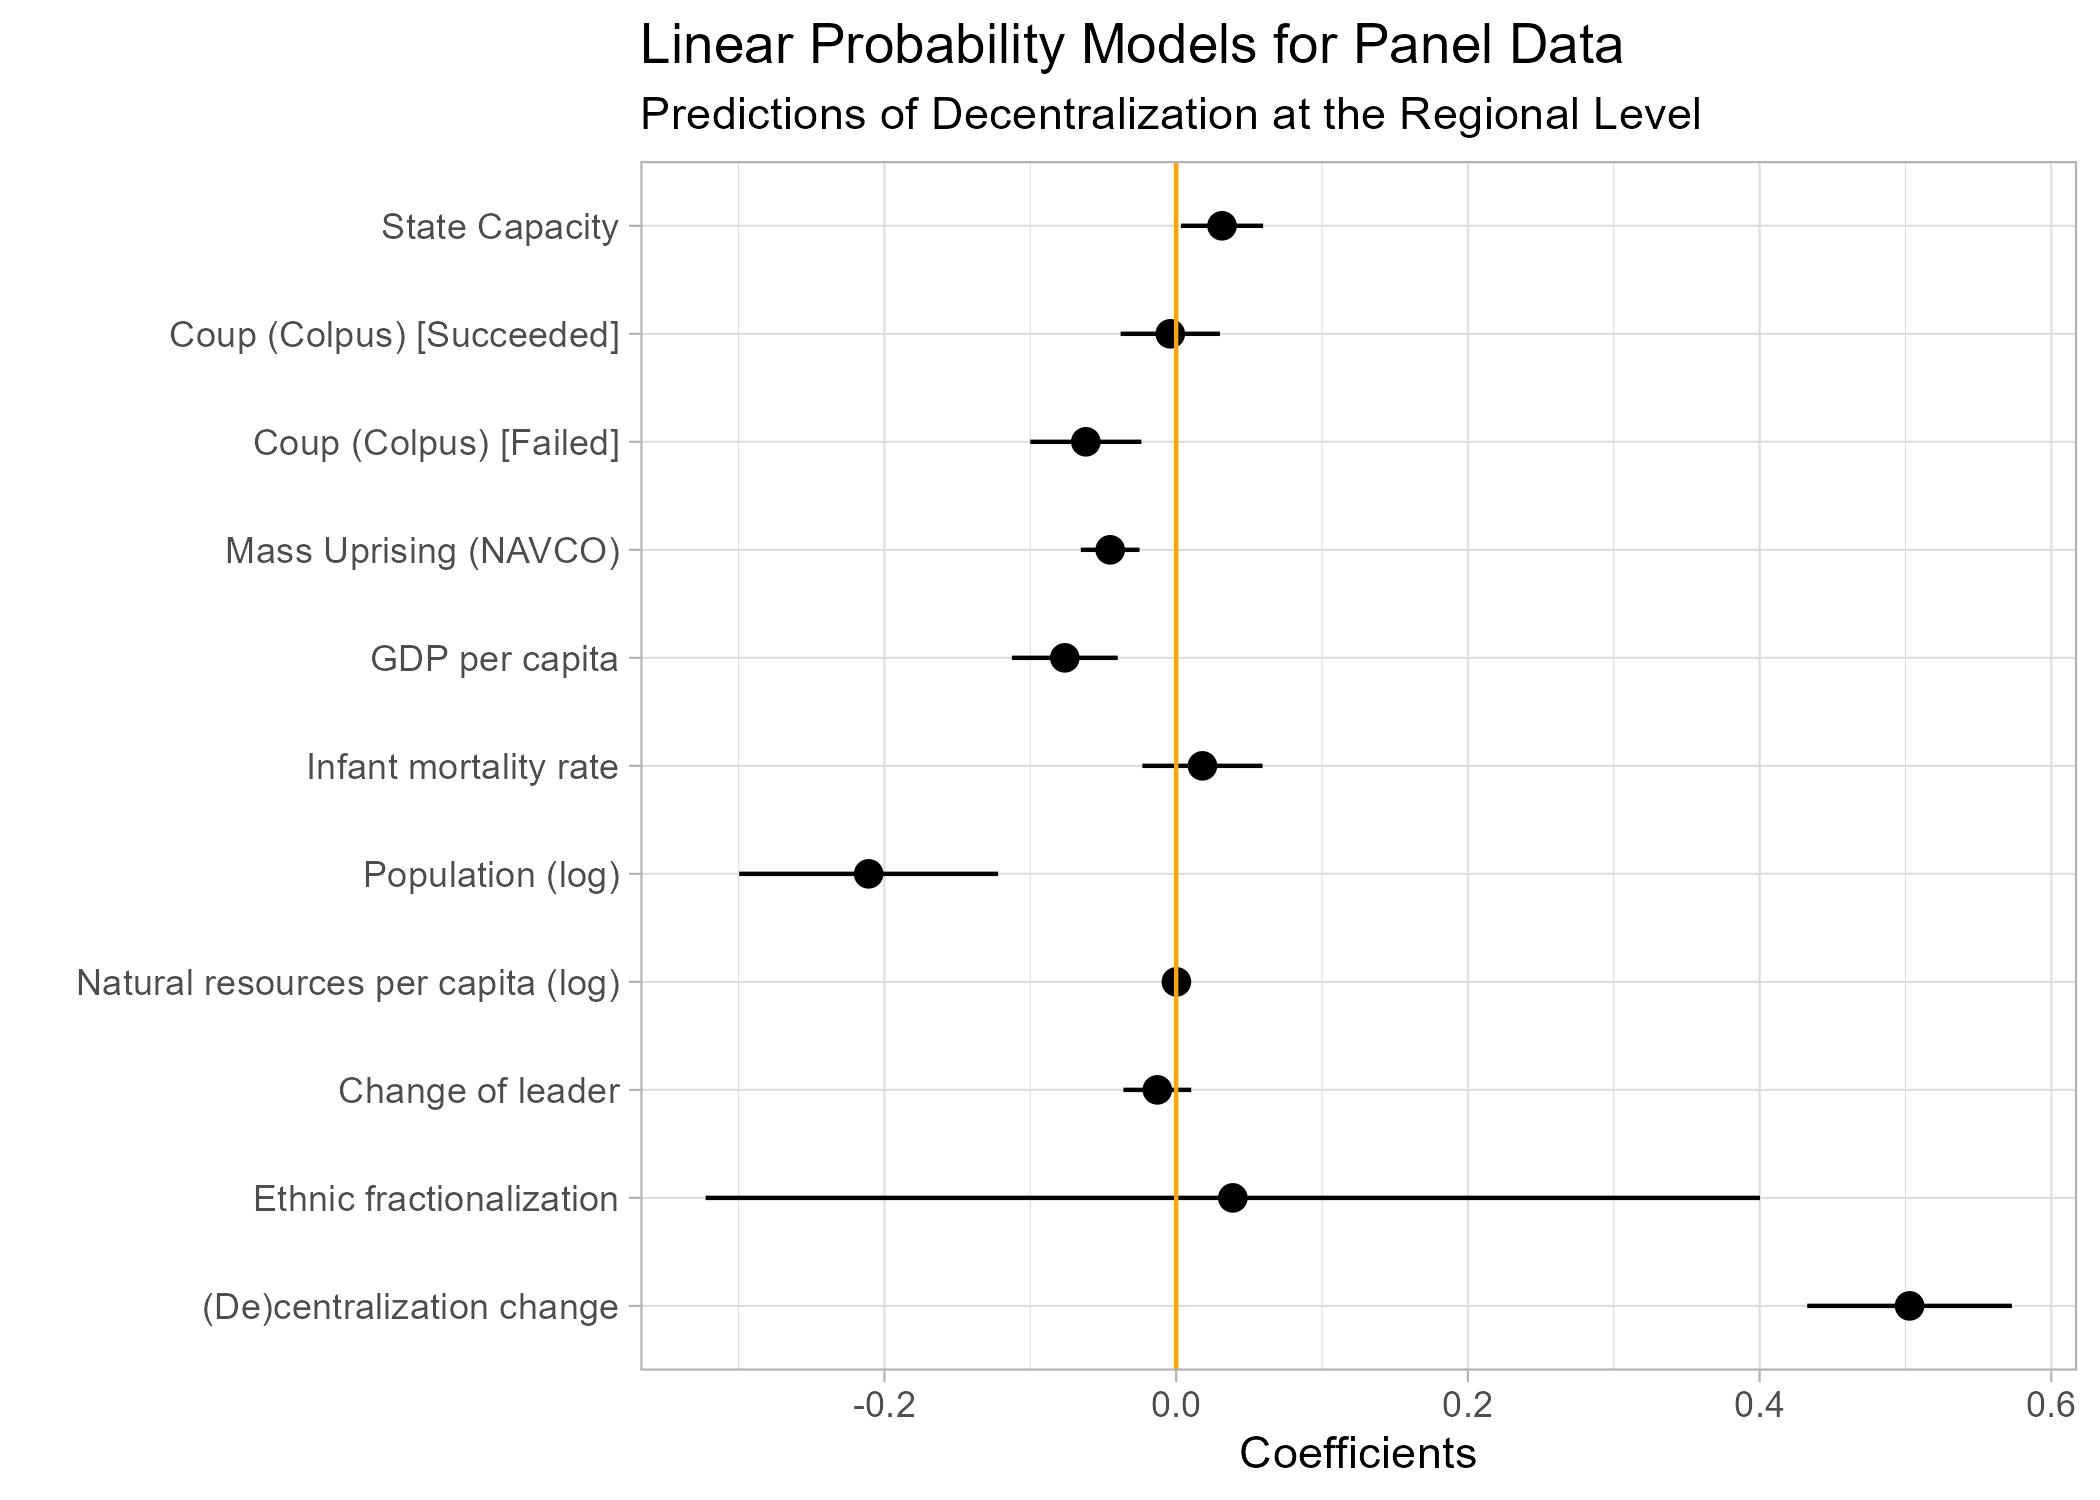 Linear Probability Models for Panel Data
Predictions of Decentralization at the Regional Level
State Capacity
Coup (Colpus) [Succeeded]
Coup (Colpus) [Failed]
Mass Uprising (NAVCO)
GDP per capita
Infant mortality rate
Population (log)
Natural resources per capita (log)
Change of leader
Ethnic fractionalization
(De)centralization change
-0.2 0.0 0.2 0.4 0.6
Coefficients